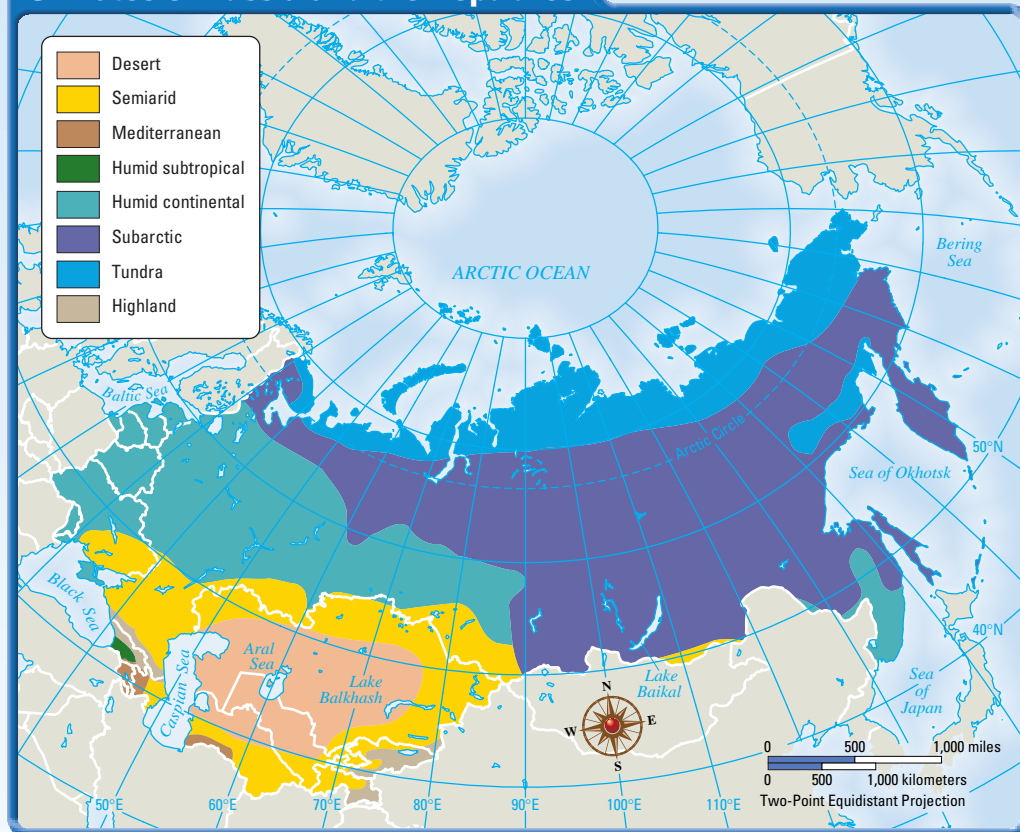 Desert
Semiarid
Mediterranean
Humid subtropical
Humid continental
Subarctic
Tundra
Highland
ARCTIC OCEAN
Bering
Sea
Baltic Sea
Arctic Circle
50°N
Sea of Okhotsk
Black Sea
Caspian Sea
Aral
Sea
Lake
Balkhash
Lake
Baikal
40°N
Sea
of
Japan
N
W
E
S
0 500 1,000 miles
0 500 1,000 kilometers
Two-Point Equidistant Projection
50°E
60°E
70°E
80°E
90°E
100°E
110°E